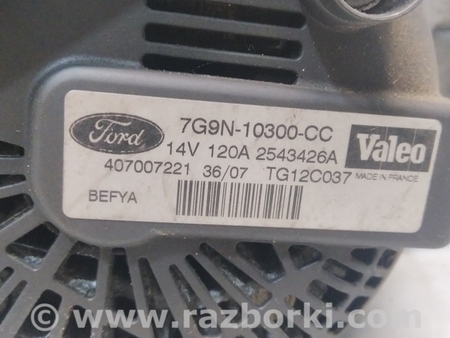 Ford
7G9N-10300-CC
14V 120A 2543426A
Valeo
407007221 36/07 TG12C037
MADE IN FRANCE
BEFYA
www.razborki.com